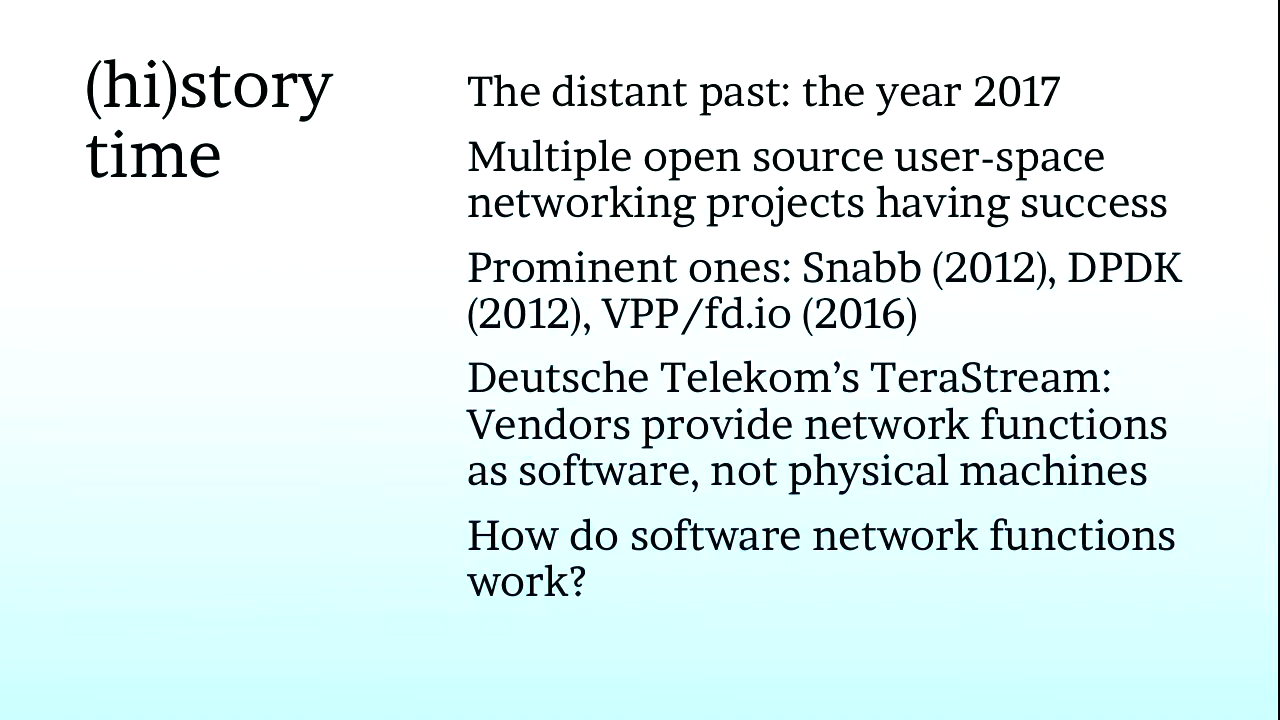 (hi)story
time
The distant past: the year 2017
Multiple open source user-space
networking projects having success
Prominent ones: Snabb (2012), DPDK
(2012), VPP/fd.io (2016)
Deutsche Telekom’s TeraStream:
Vendors provide network functions
as software, not physical machines
How do software network functions
work?